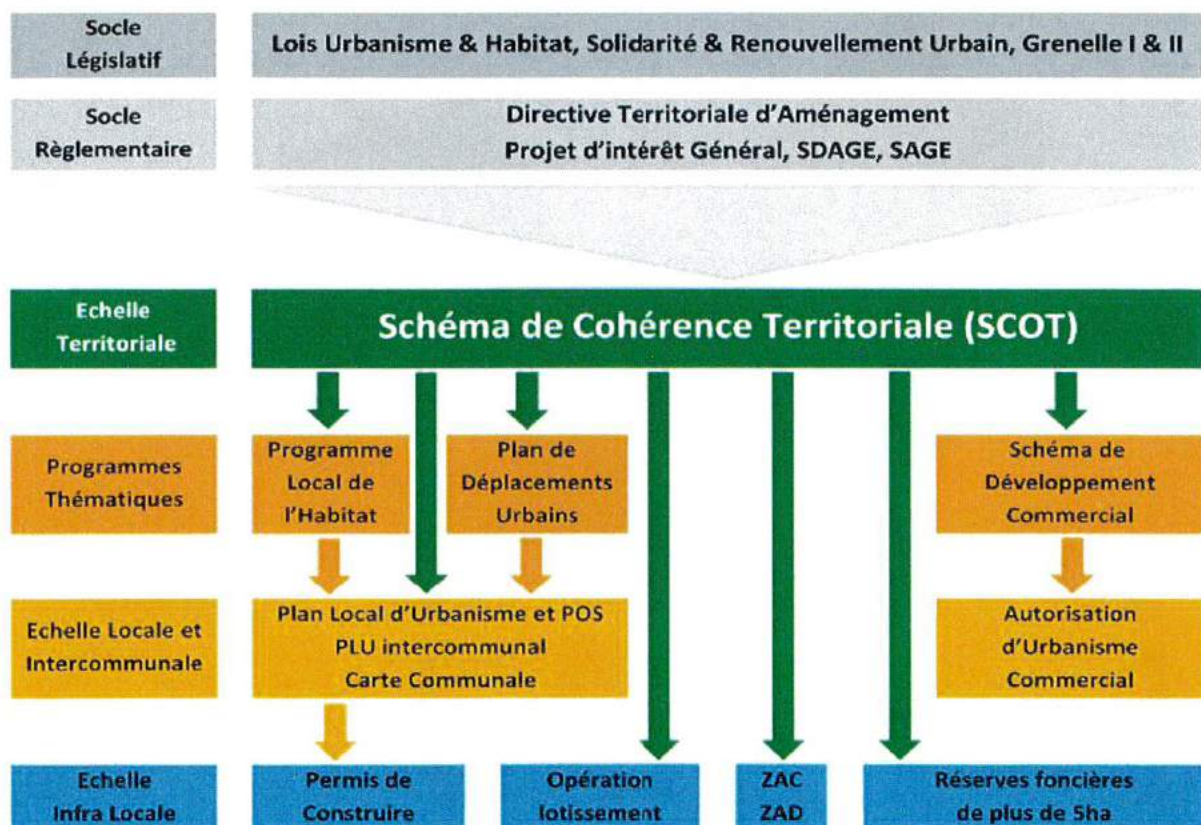 Socle
Législatif
Lois Urbanisme & Habitat, Solidarité & Renouvellement Urbain, Grenelle I & II
Socle
Règlementaire
Directive Territoriale d'Aménagement
Projet d'intérêt Général, SDAGE, SAGE
Echelle
Territoriale
Schéma de Cohérence Territoriale (SCOT)
Programmes
Thématiques
Programme
Local de
l'Habitat
Plan de
Déplacements
Urbains
Schéma de
Développement
Commercial
Echelle Locale et
Intercommunale
Plan Local d'Urbanisme et POS
PLU intercommunal
Carte Communale
Autorisation
d'Urbanisme
Commercial
Echelle
Infra Locale
Permis de
Construire
Opération
lotissement
ZAC
ZAD
Réserves foncières
de plus de 5ha